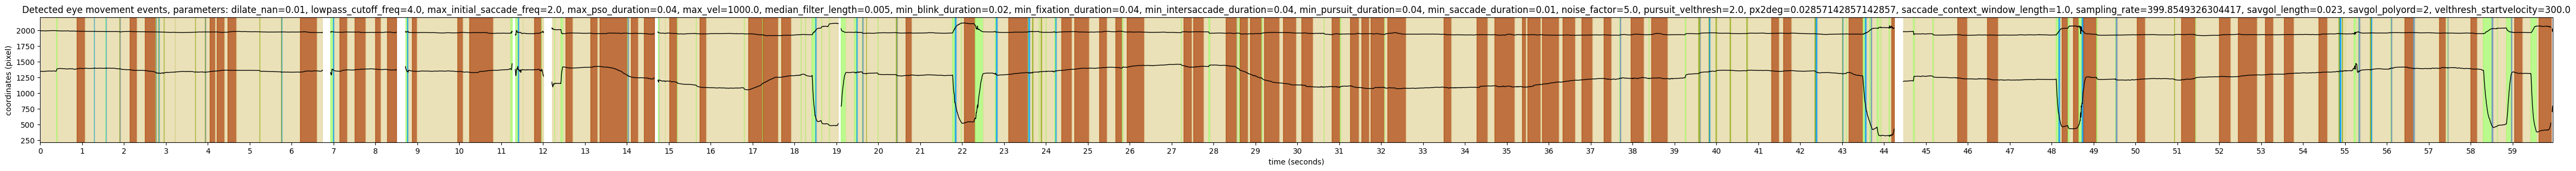 Detected eye movement events, parameters: dilate_nan=0.01, lowpass_cutoff_freq=4.0, max_initial_saccade_freq=2.0, max_pso_duration=0.04, max_vel=1000.0, median_filter_length=0.005, min_blink_duration=0.02, min_fixation_duration=0.04, min_intersaccade_duration=0.04, min_pursuit_duration=0.04, min_saccade_duration=0.01, noise_factor=5.0, pursuit_velthresh=2.0, px2deg=0.02857142857142857, saccade_context_window_length=1.0, sampling_rate=399.8549326304417, savgol_length=0.023, savgol_polyord=2, velthresh_startvelocity=300.0
coordinates (pixel)
2000
1750
1500
1250
1000
750
500
250
0 1 2 3 4 5 6 7 8 9 10 11 12 13 14 15 16 17 18 19 20 21 22 23 24 25 26 27 28 29 30 31 32 33 34 35 36 37 38 39 40 41 42 43 44 45 46 47 48 49 50 51 52 53 54 55 56 57 58 59
time (seconds)